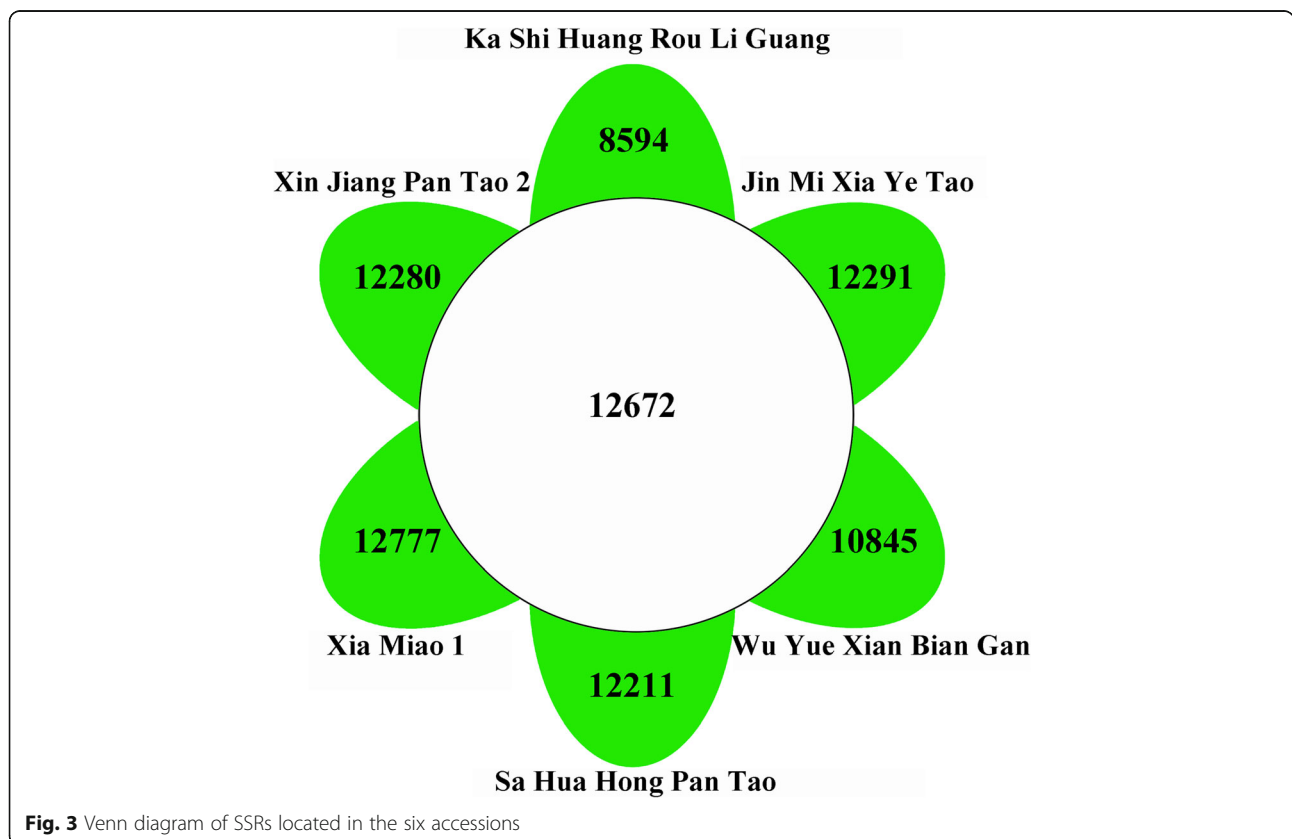 Ka Shi Huang Rou Li Guang
8594
Xin Jiang Pan Tao 2
Jin Mi Xia Ye Tao
12280
12291
12672
12777
10845
Xia Miao 1
Wu Yue Xian Bian Gan
12211
Sa Hua Hong Pan Tao
Fig. 3 Venn diagram of SSRs located in the six accessions